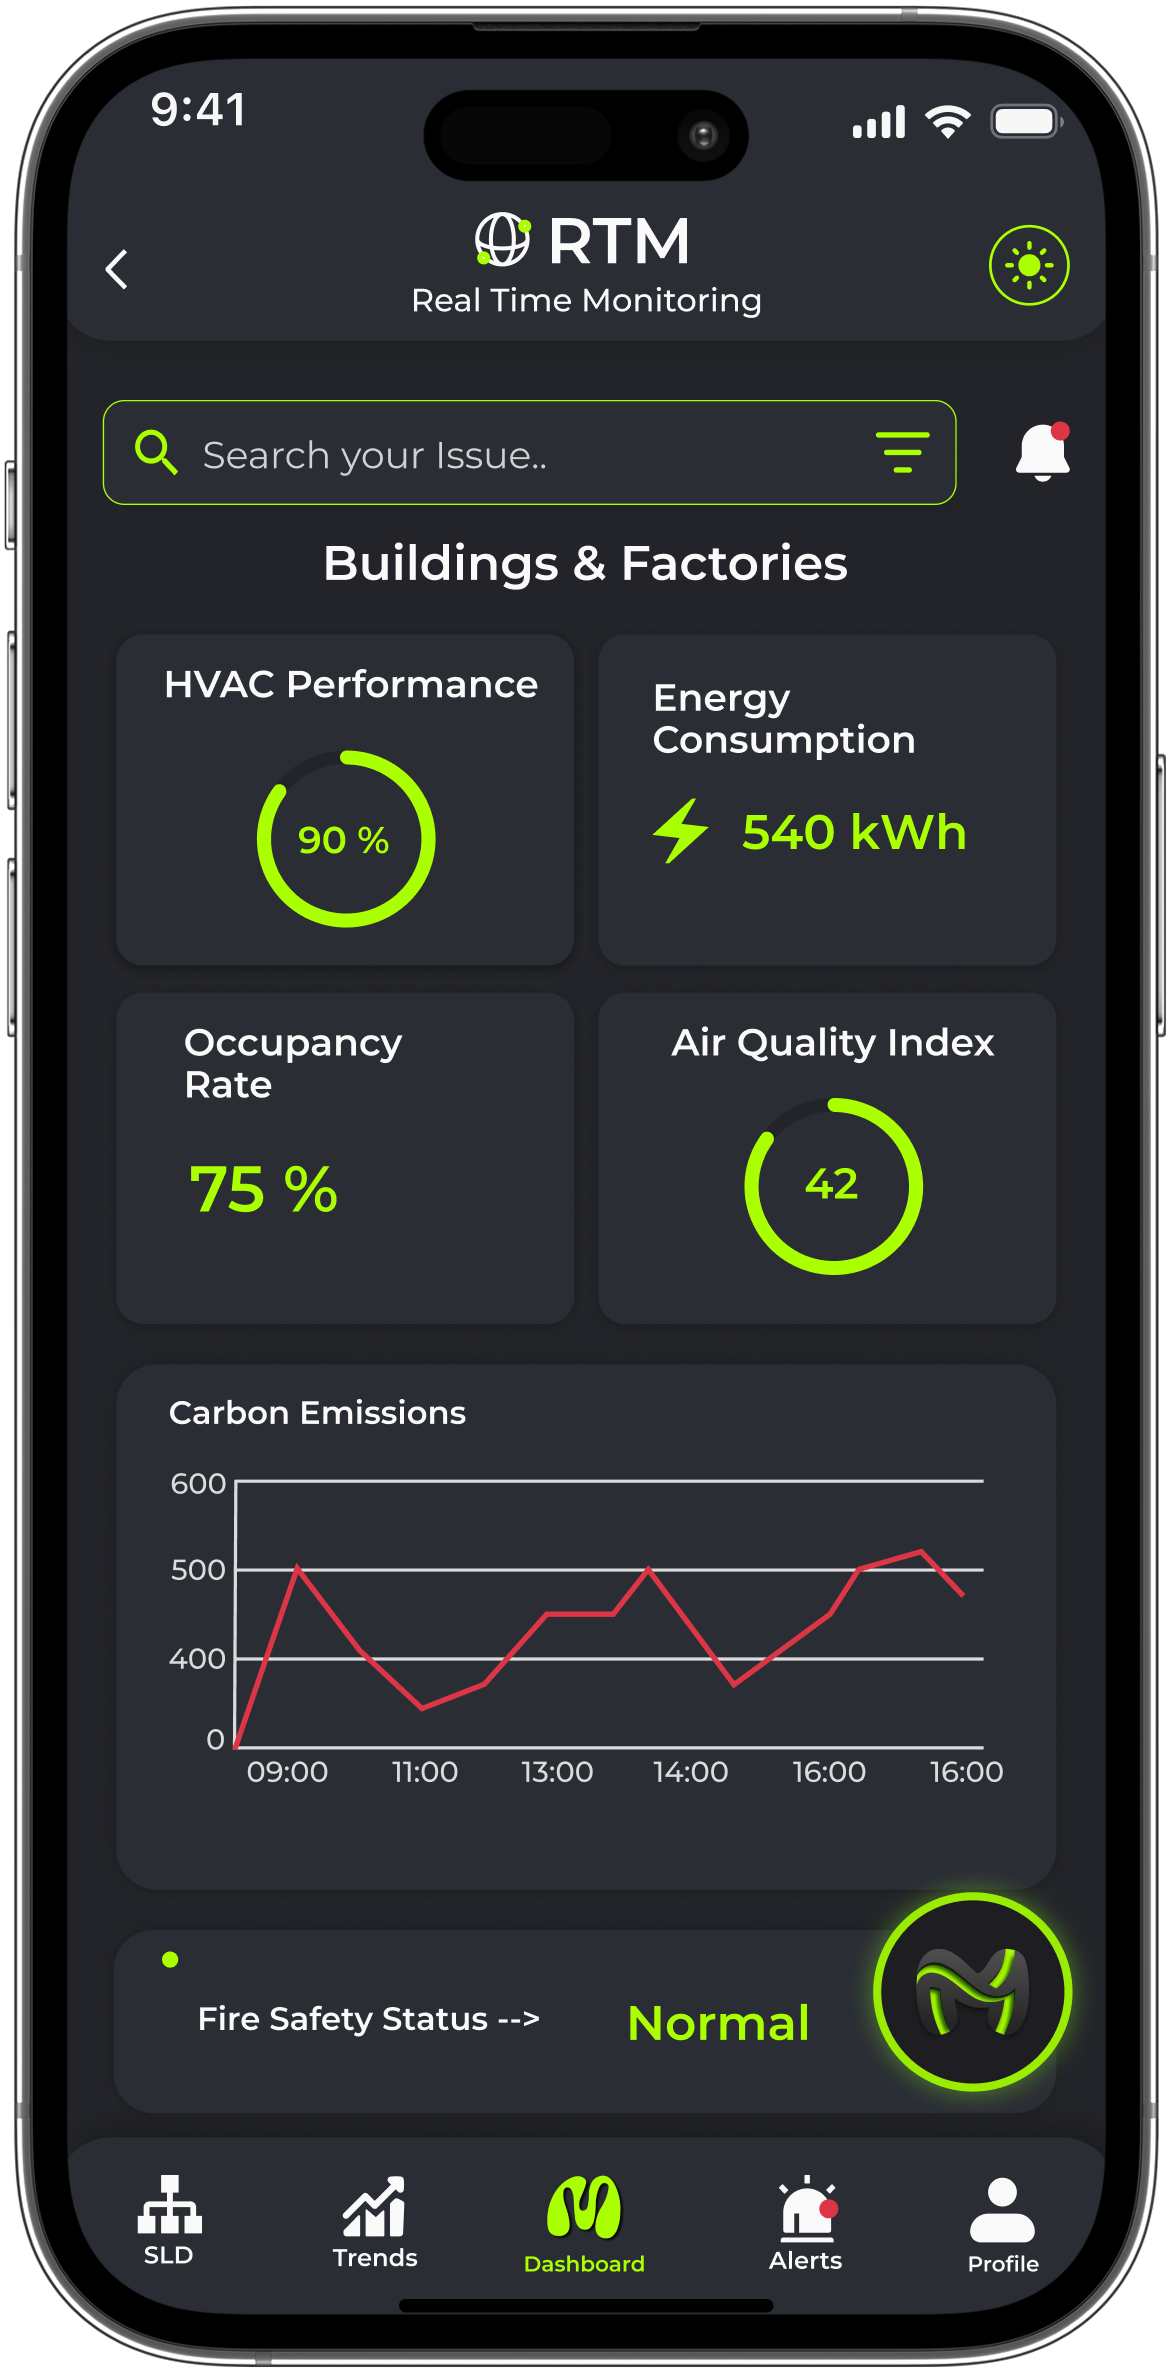 9:41
RTM
Real Time Monitoring
Search your Issue..
Buildings & Factories
HVAC Performance
90 %
Energy
Consumption
540 kWh
Occupancy
Rate
75 %
Air Quality Index
42
Carbon Emissions
600
500
400
0
09:00 11:00 13:00 14:00 16:00 16:00
Fire Safety Status --> Normal
SLD Trends Dashboard Alerts Profile